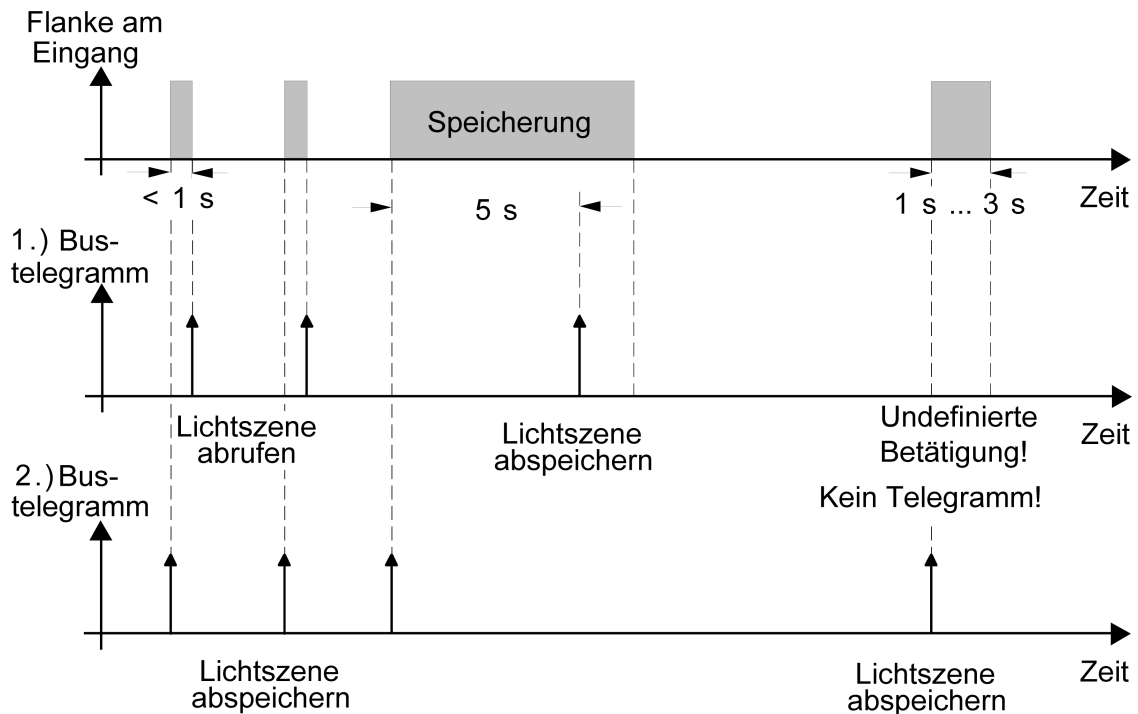 Flanke am
Eingang
Speicherung
< 1 s
5 s
1 s ... 3 s
Zeit
1.) Bus-
telegramm
Lichtszene
abrufen
Lichtszene
abspeichern
Undefinierte
Betätigung!
Kein Telegramm!
Zeit
2.) Bus-
telegramm
Lichtszene
abspeichern
Lichtszene
abspeichern
Zeit